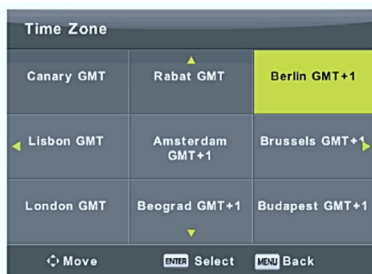 Time Zone
Canary GMT
Rabat GMT
Berlin GMT+1
Lisbon GMT
Amsterdam
GMT+1
Brussels GMT+1
London GMT
Beograd GMT+1
Budapest GMT+1
Move
ENTER Select
MENU Back